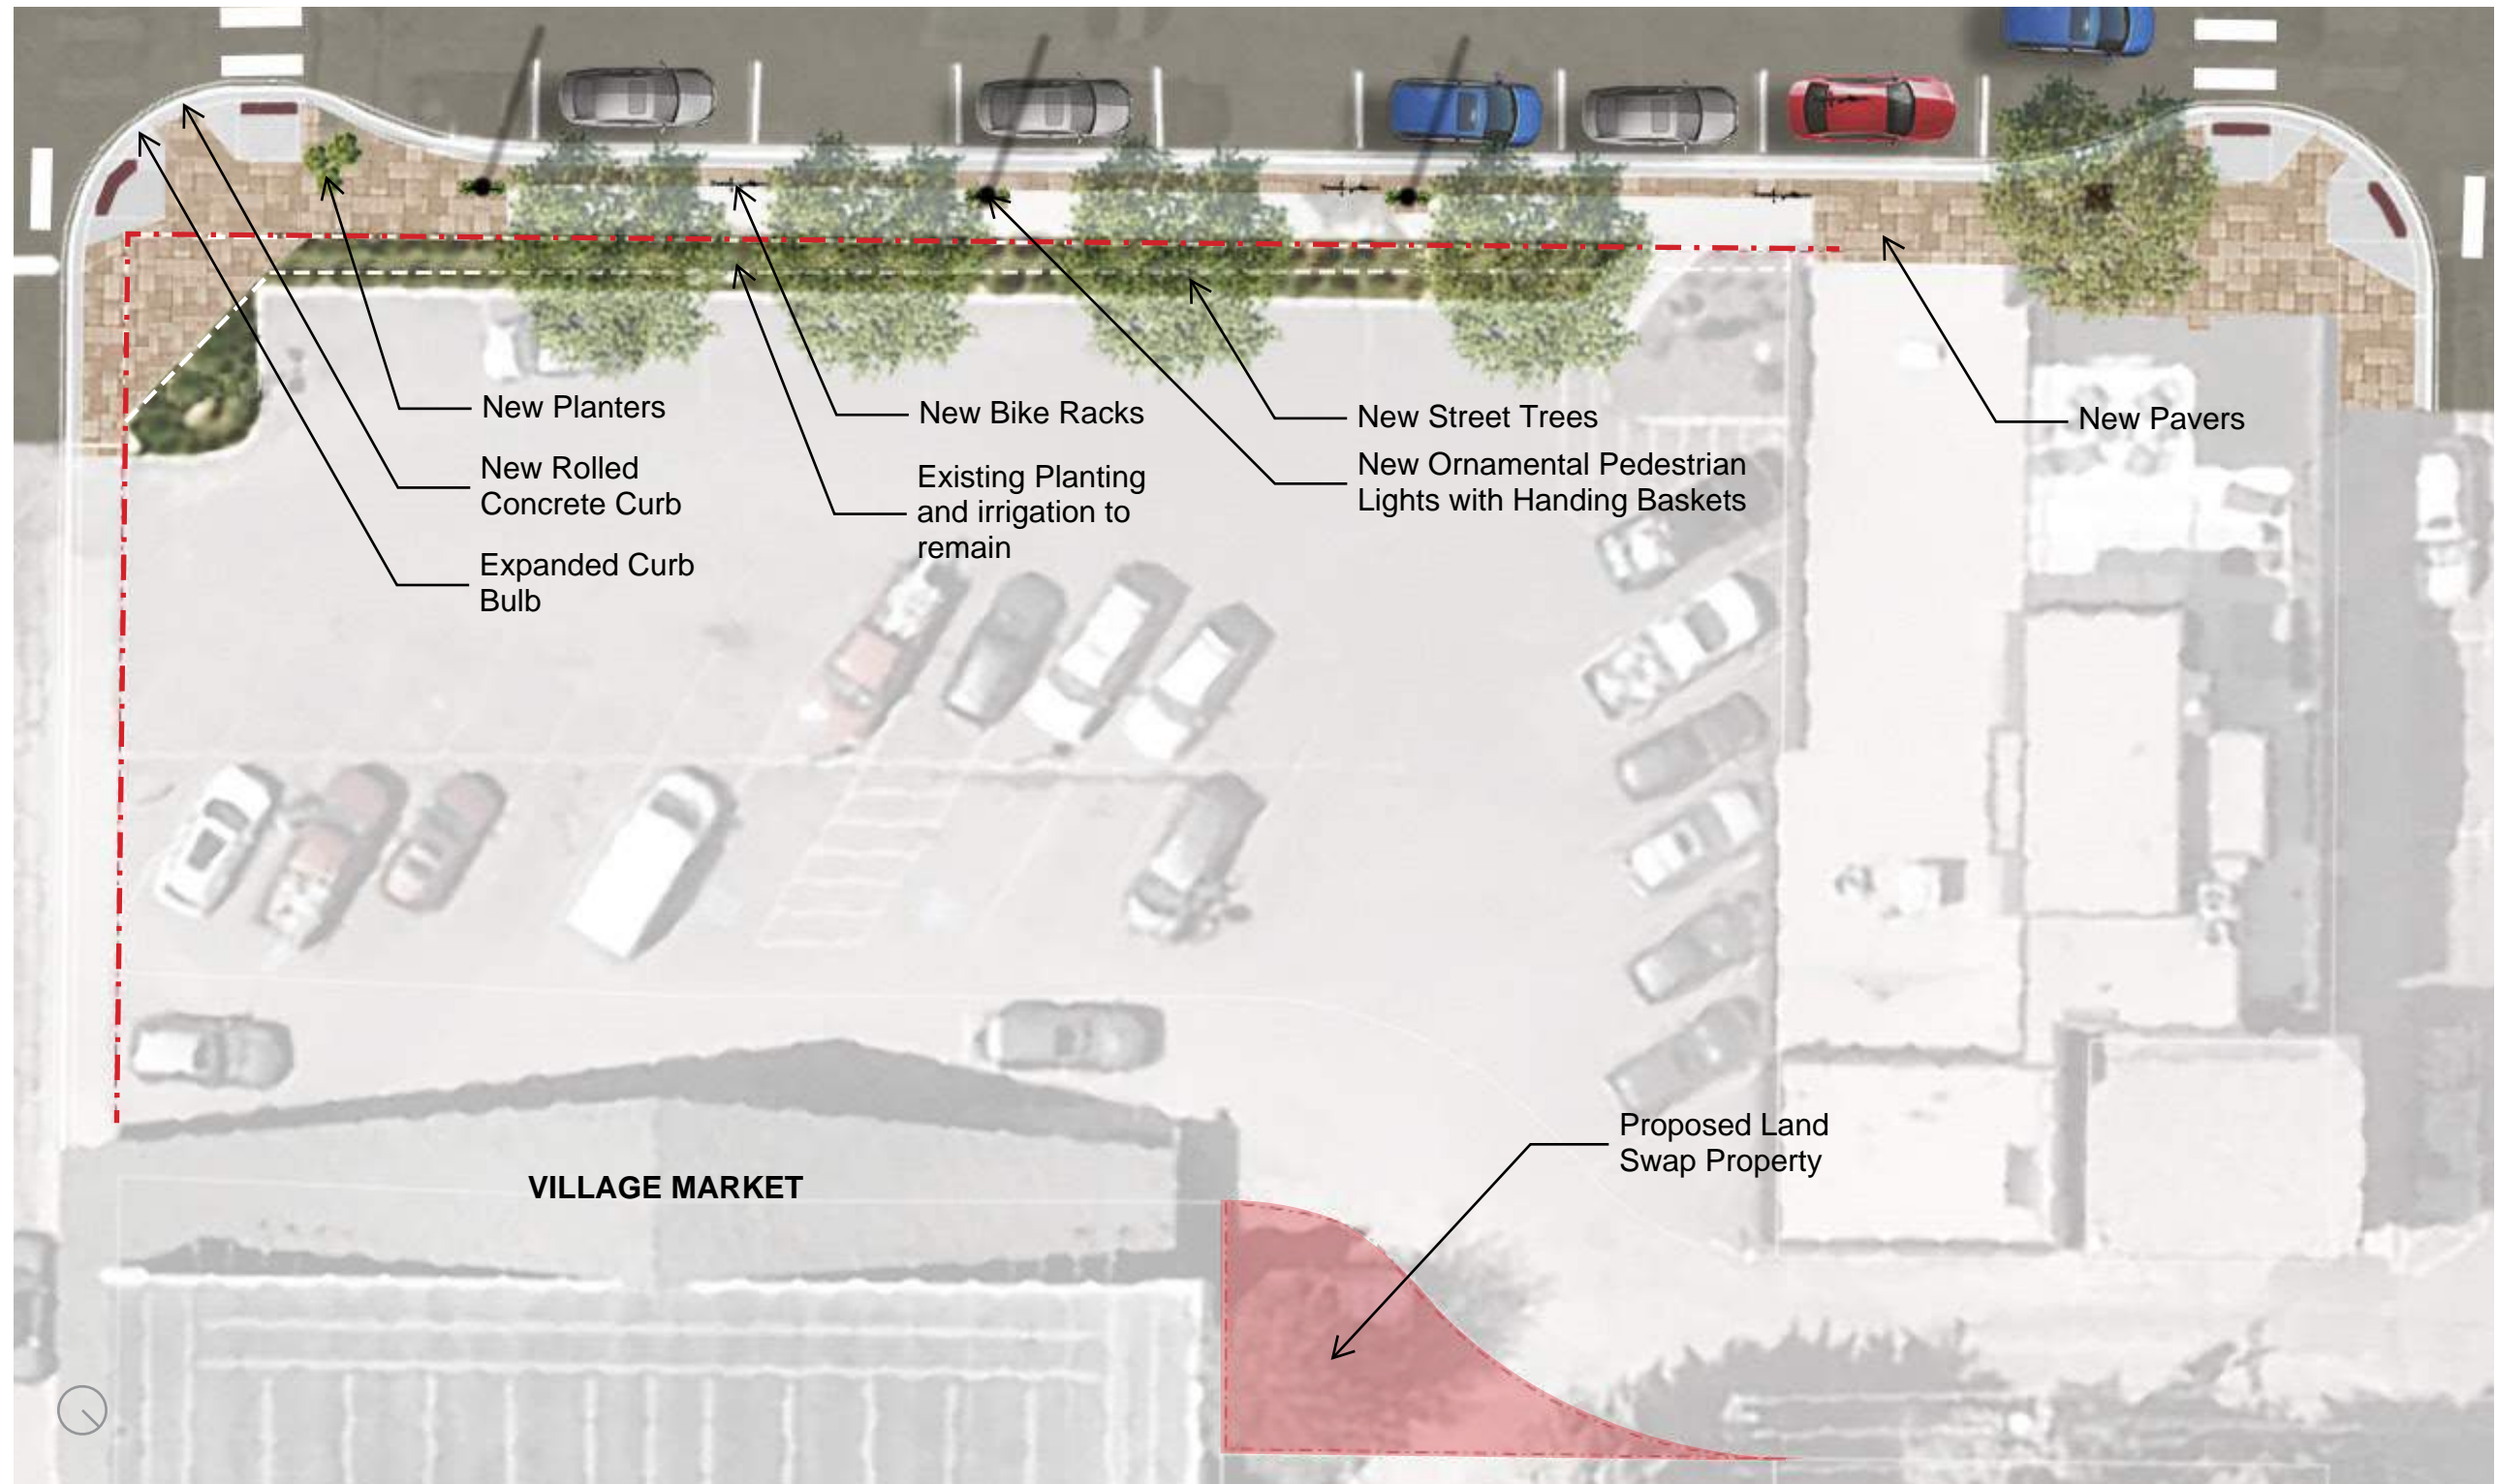 New Planters
New Rolled
Concrete Curb
Expanded Curb
Bulb
New Bike Racks
Existing Planting
and irrigation to
remain
New Street Trees
New Ornamental Pedestrian
Lights with Handing Baskets
New Pavers
Proposed Land
Swap Property
VILLAGE MARKET